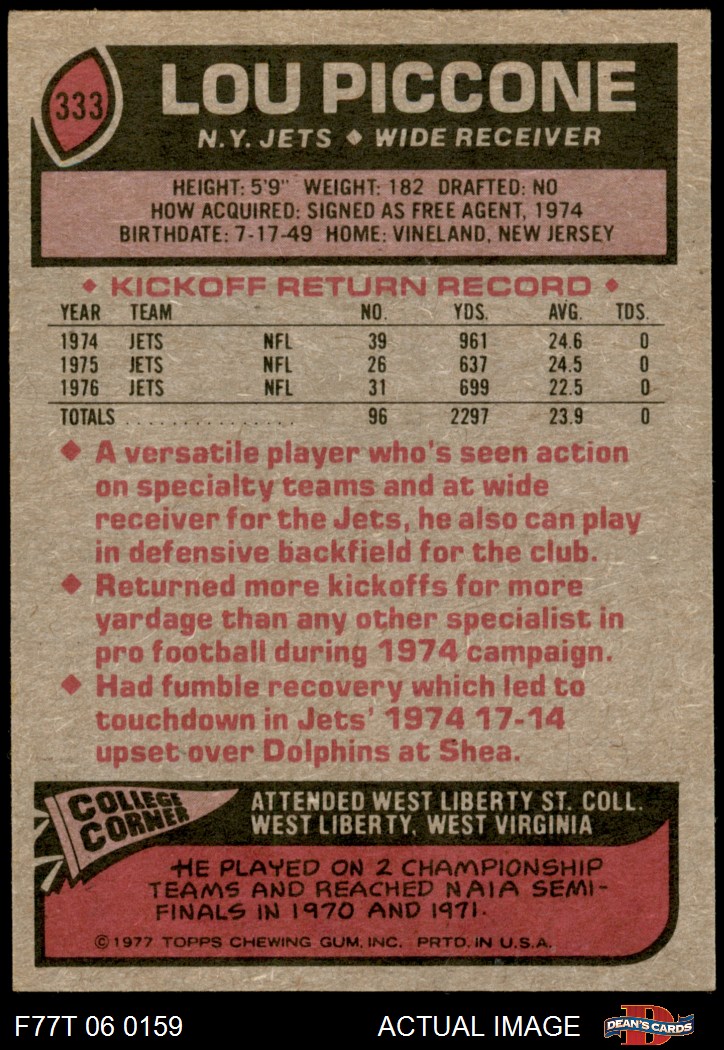 333
LOU PICCONE
N.Y. JETS ♦ WIDE RECEIVER
HEIGHT: 5'9" WEIGHT: 182 DRAFTED: NO
HOW ACQUIRED: SIGNED AS FREE AGENT, 1974
BIRTHDATE: 7-17-49 HOME: VINELAND, NEW JERSEY
♦ KICKOFF RETURN RECORD ♦
YEAR TEAM NO. YDS. AVG. TDS.
1974 JETS NFL 39 961 24.6 0
1975 JETS NFL 26 637 24.5 0
1976 JETS NFL 31 699 22.5 0
TOTALS . . . . . . . . . . . . . . . 96 2297 23.9 0
♦ A versatile player who's seen action
on specialty teams and at wide
receiver for the Jets, he also can play
in defensive backfield for the club.
♦ Returned more kickoffs for more
yardage than any other specialist in
pro football during 1974 campaign.
♦ Had fumble recovery which led to
touchdown in Jets' 1974 17-14
upset over Dolphins at Shea.
COLLEGE
CORNER
ATTENDED WEST LIBERTY ST. COLL.
WEST LIBERTY, WEST VIRGINIA
HE PLAYED ON 2 CHAMPIONSHIP
TEAMS AND REACHED NAIA SEMI-
FINALS IN 1970 AND 1971.
©1977 TOPPS CHEWING GUM, INC. PRTD. IN U.S.A.
F77T 06 0159 ACTUAL IMAGE D DEAN'S CARDS